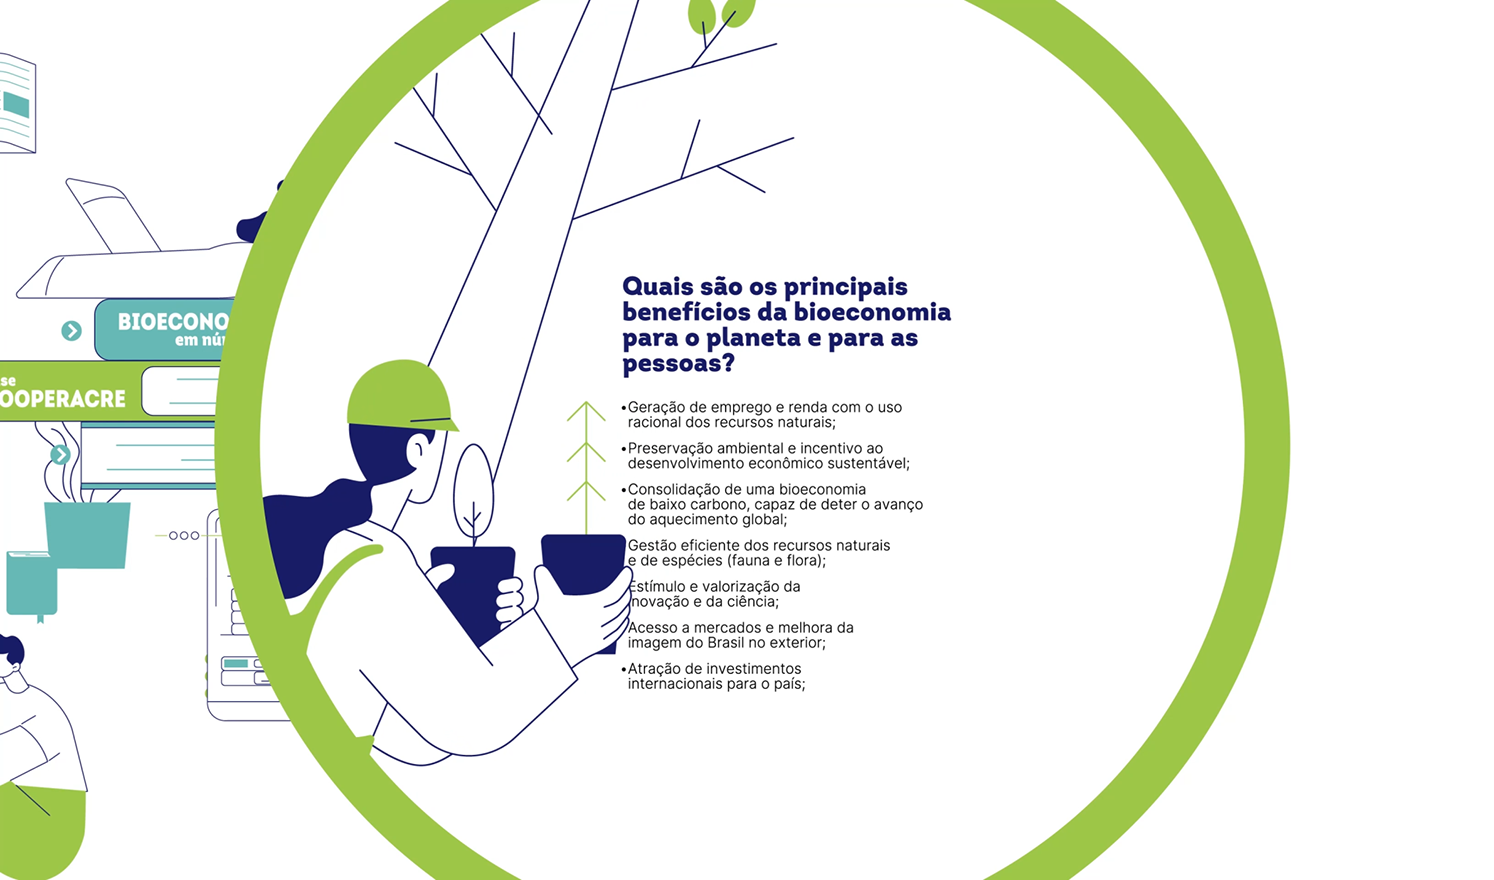 BIOECONO
em nú
se
OOPERACRE
Quais são os principais
benefícios da bioeconomia
para o planeta e para as
pessoas?
•Geração de emprego e renda com o uso
racional dos recursos naturais;
•Preservação ambiental e incentivo ao
desenvolvimento econômico sustentável;
•Consolidação de uma bioeconomia
de baixo carbono, capaz de deter o avanço
do aquecimento global;
Gestão eficiente dos recursos naturais
e de espécies (fauna e flora);
Estímulo e valorização da
novação e da ciência;
Acesso a mercados e melhora da
imagem do Brasil no exterior;
•Atração de investimentos
internacionais para o país;